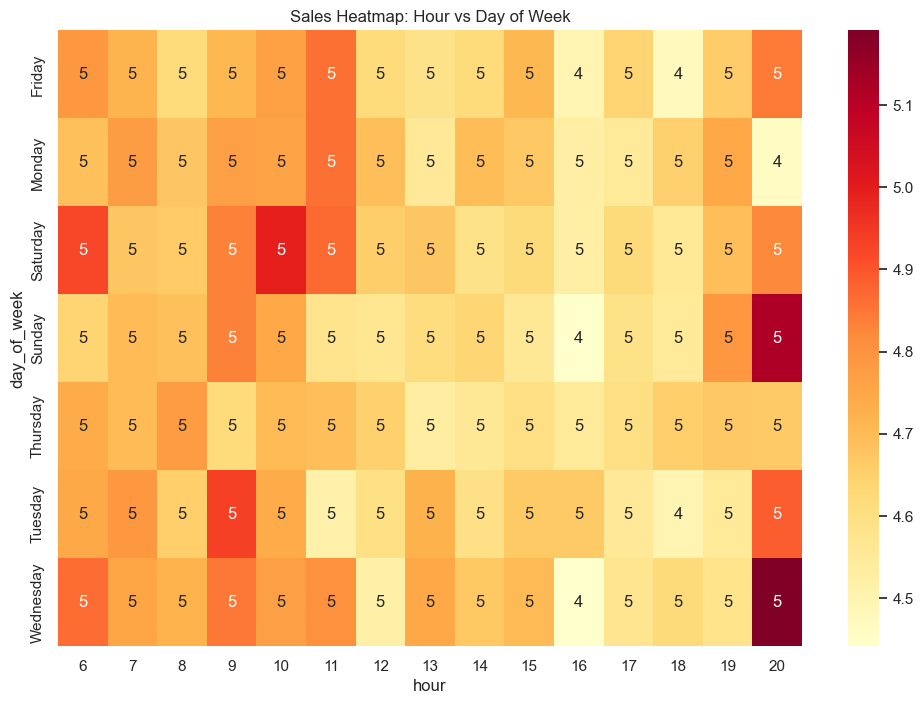 Sales Heatmap: Hour vs Day of Week
day_of_week
Friday 5 5 5 5 5 5 5 5 5 5 4 5 4 5 5
Monday 5 5 5 5 5 5 5 5 5 5 5 5 5 5 4
Saturday 5 5 5 5 5 5 5 5 5 5 5 5 5 5 5
Sunday 5 5 5 5 5 5 5 5 5 5 4 5 5 5 5
Thursday 5 5 5 5 5 5 5 5 5 5 5 5 5 5 5
Tuesday 5 5 5 5 5 5 5 5 5 5 5 5 4 5 5
Wednesday 5 5 5 5 5 5 5 5 5 5 4 5 5 5 5
6 7 8 9 10 11 12 13 14 15 16 17 18 19 20
hour
5.1
5.0
4.9
4.8
4.7
4.6
4.5